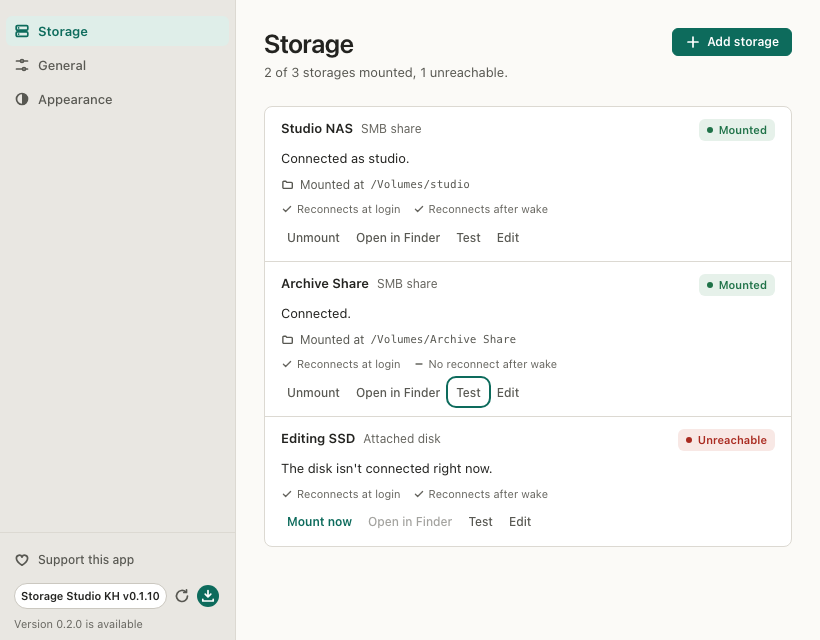 Storage
General
Appearance
Support this app
Storage Studio KH v0.1.10
Version 0.2.0 is available
Storage
Add storage
2 of 3 storages mounted, 1 unreachable.
Studio NAS SMB share
Mounted
Connected as studio.
Mounted at /Volumes/studio
Reconnects at login Reconnects after wake
Unmount Open in Finder Test Edit
Archive Share SMB share
Mounted
Connected.
Mounted at /Volumes/Archive Share
Reconnects at login No reconnect after wake
Unmount Open in Finder Test Edit
Editing SSD Attached disk
Unreachable
The disk isn't connected right now.
Reconnects at login Reconnects after wake
Mount now Open in Finder Test Edit